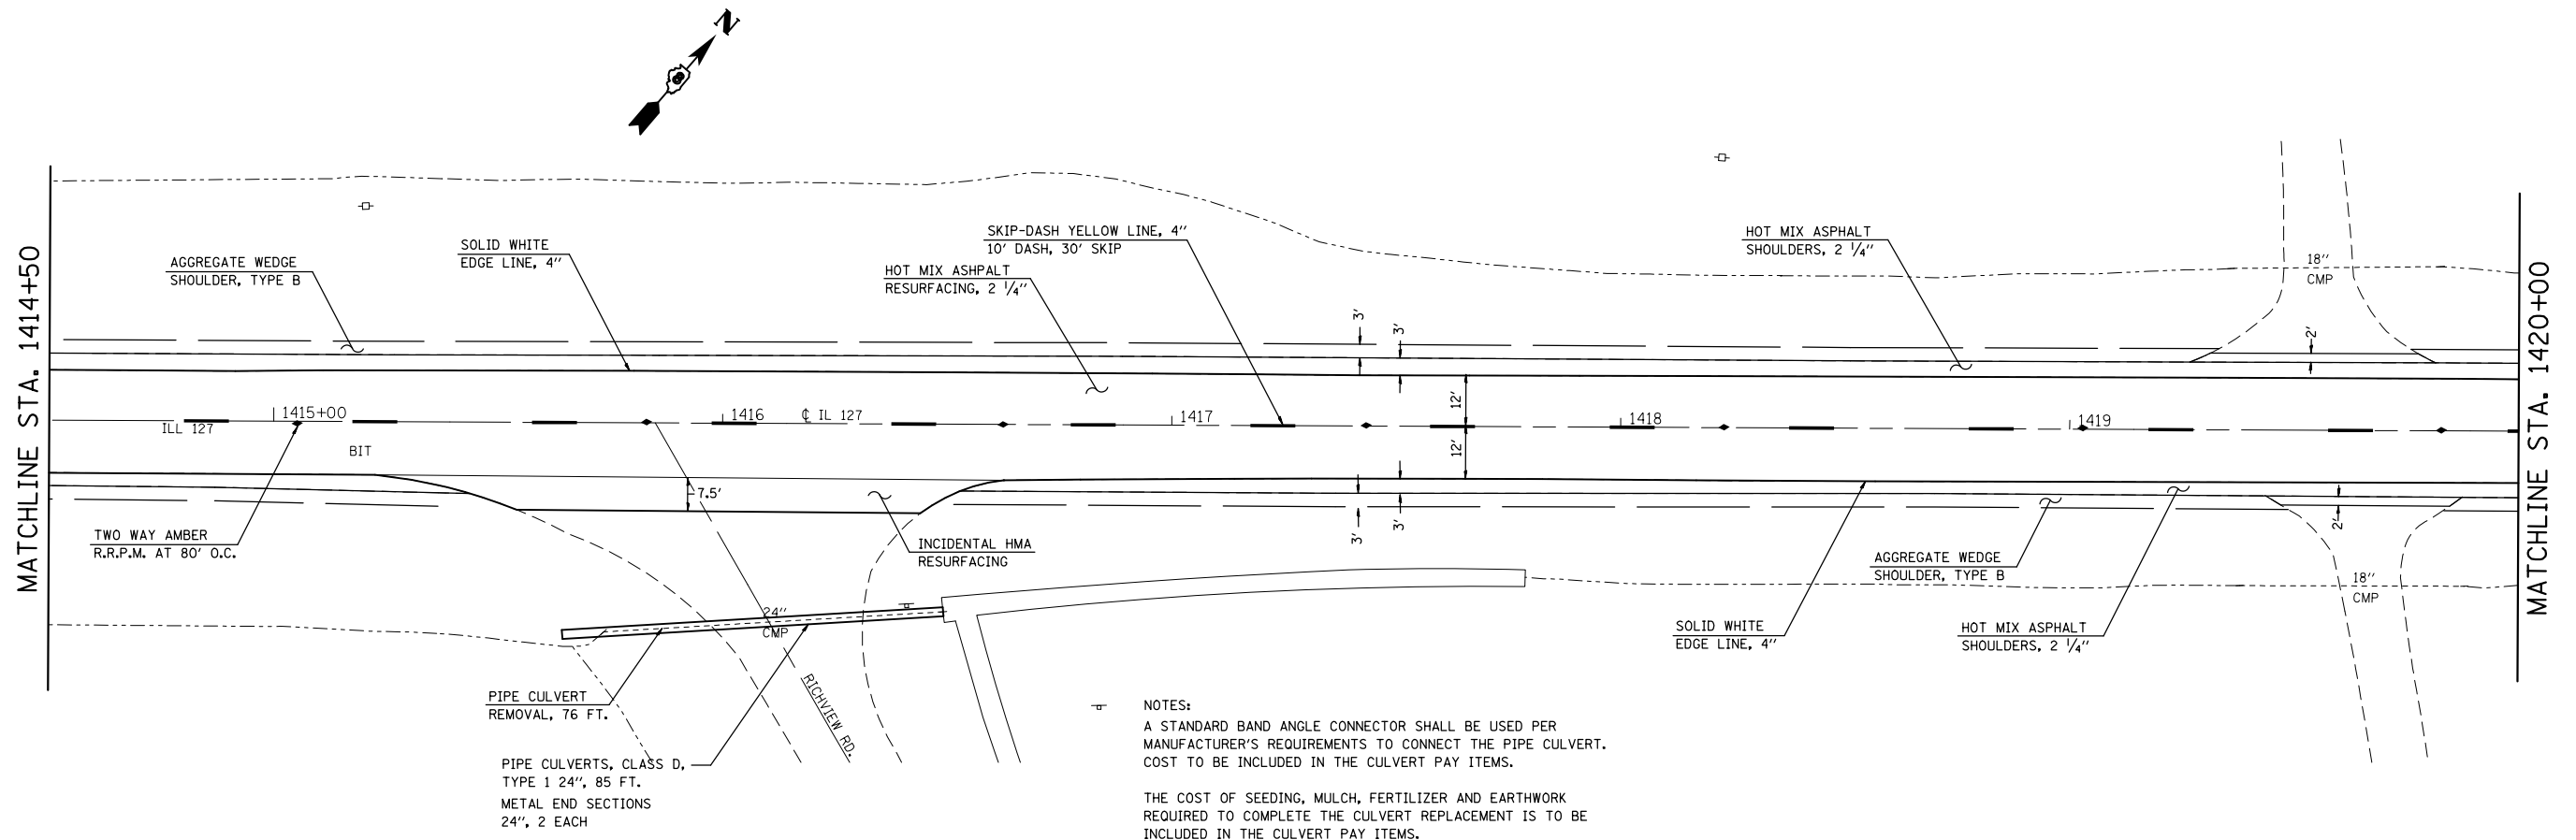 N
8
MATCHLINE STA. 1414+50
AGGREGATE WEDGE
SHOULDER, TYPE B
SOLID WHITE
EDGE LINE, 4"
SKIP-DASH YELLOW LINE, 4"
10' DASH, 30' SKIP
HOT MIX ASHPALT
RESURFACING, 2 1/4"
HOT MIX ASPHALT
SHOULDERS, 2 1/4"
18"
CMP
MATCHLINE STA. 1420+00
3'
3'
2'
12'
12'
1415+00
1416
℄ IL 127
1417
1418
1419
ILL 127
BIT
7.5'
3'
3'
2'
TWO WAY AMBER
R.R.P.M. AT 80' O.C.
INCIDENTAL HMA
RESURFACING
AGGREGATE WEDGE
SHOULDER, TYPE B
18"
CMP
24"
CMP
SOLID WHITE
EDGE LINE, 4"
HOT MIX ASPHALT
SHOULDERS, 2 1/4"
PIPE CULVERT
REMOVAL, 76 FT.
RICHVIEW RD.
PIPE CULVERTS, CLASS D,
TYPE 1 24", 85 FT.
METAL END SECTIONS
24", 2 EACH
NOTES:
A STANDARD BAND ANGLE CONNECTOR SHALL BE USED PER
MANUFACTURER'S REQUIREMENTS TO CONNECT THE PIPE CULVERT.
COST TO BE INCLUDED IN THE CULVERT PAY ITEMS.
THE COST OF SEEDING, MULCH, FERTILIZER AND EARTHWORK
REQUIRED TO COMPLETE THE CULVERT REPLACEMENT IS TO BE
INCLUDED IN THE CULVERT PAY ITEMS.